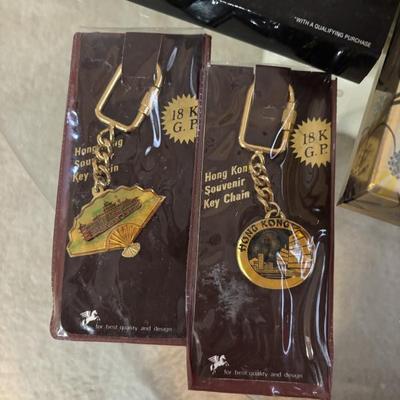 *WITH A QUALIFYING PURCHASE
18 K
G. P.
Hong Kong
Souvenir
Key Chain
for best quality and design
18 K
G. P.
Hong Kong
Souvenir
Key Chain
HONG KONG
for best quality and design